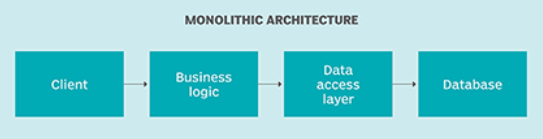 MONOLITHIC ARCHITECTURE
Client
Business
logic
Data
access
layer
Database